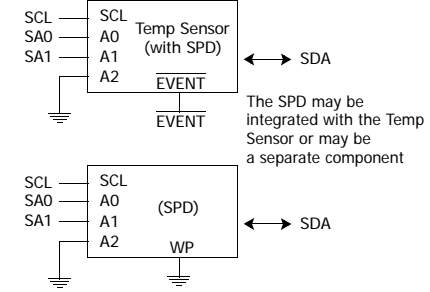 SCL SCL
SA0 A0
SA1 A1
A2
Temp Sensor
(with SPD)
EVENT
EVENT
SDA
The SPD may be
integrated with the Temp
Sensor or may be
a separate component
SCL SCL
SA0 A0
SA1 A1
A2
(SPD)
WP
SDA